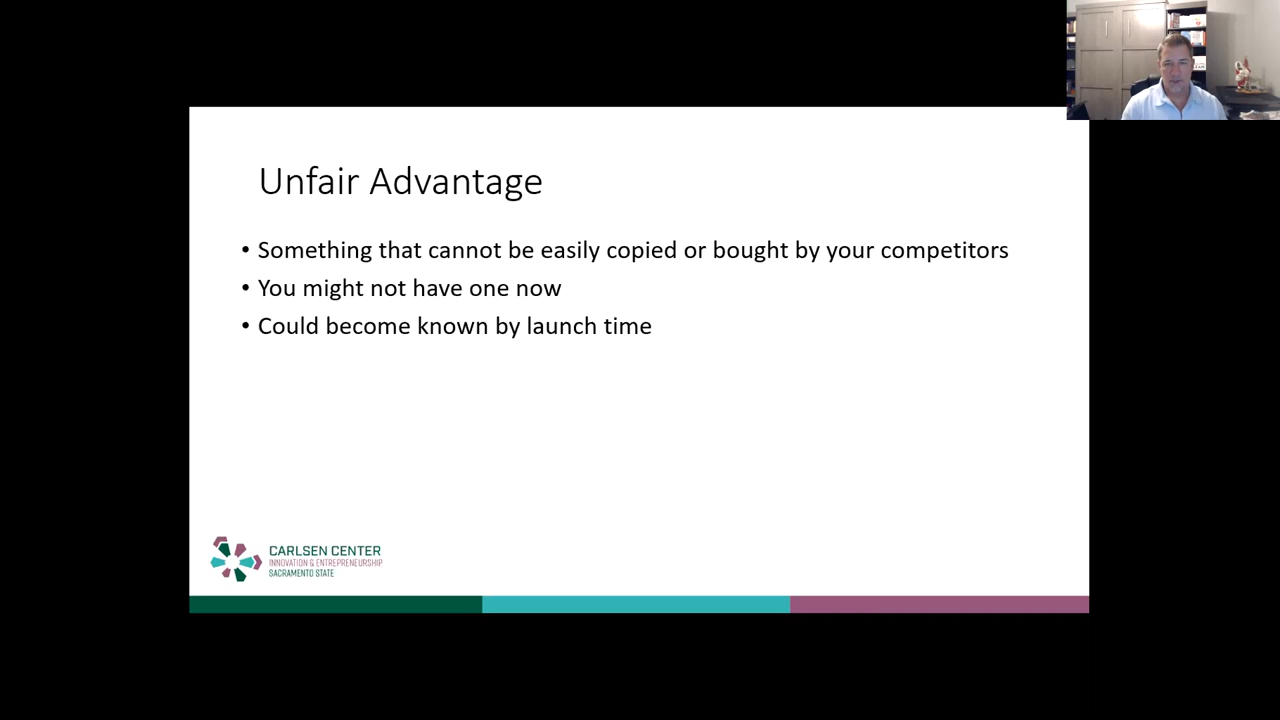 Unfair Advantage
• Something that cannot be easily copied or bought by your competitors
• You might not have one now
• Could become known by launch time
CARLSEN CENTER
INNOVATION & ENTREPRENEURSHIP
SACRAMENTO STATE